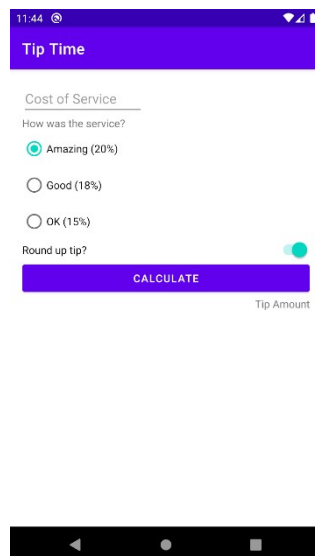 11:44
Tip Time
Cost of Service
How was the service?
Amazing (20%)
Good (18%)
OK (15%)
Round up tip?
CALCULATE
Tip Amount